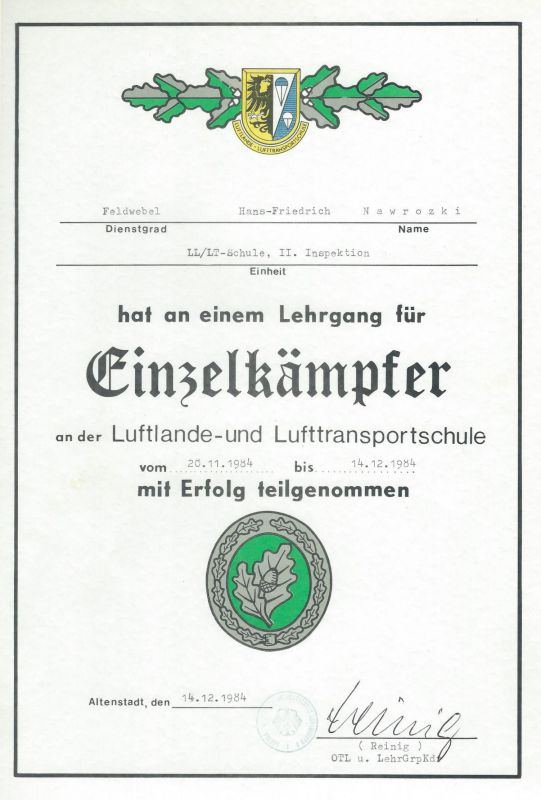 LUFTLANDE - LUFTTRANSPORTSCHULE
Feldwebel Hans-Friedrich Nawrozki
Dienstgrad Name
LL/LT-Schule, II. Inspektion
Einheit
hat an einem Lehrgang für
Einzelkämpfer
an der Luftlande-und Lufttransportschule
vom 20.11.1984 bis 14.12.1984
mit Erfolg teilgenommen
Altenstadt, den 14.12.1984
Reinig
( Reinig )
OTL u. LehrGrpKdr